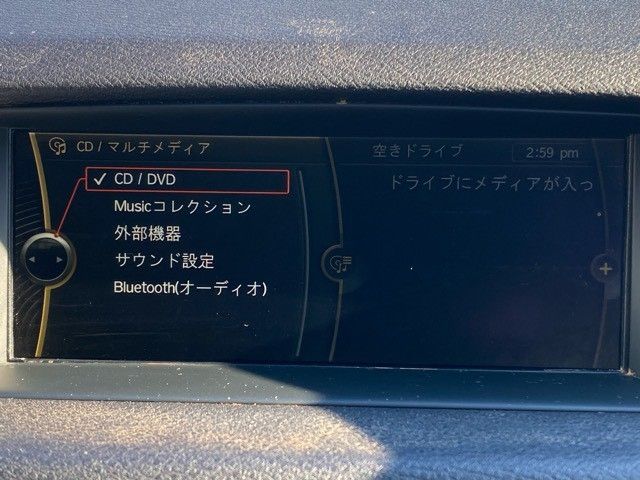 CD / マルチメディア
空きドライブ
2:59 pm
✓ CD / DVD
ドライブにメディアが入っ
Musicコレクション
外部機器
サウンド設定
Bluetooth(オーディオ)